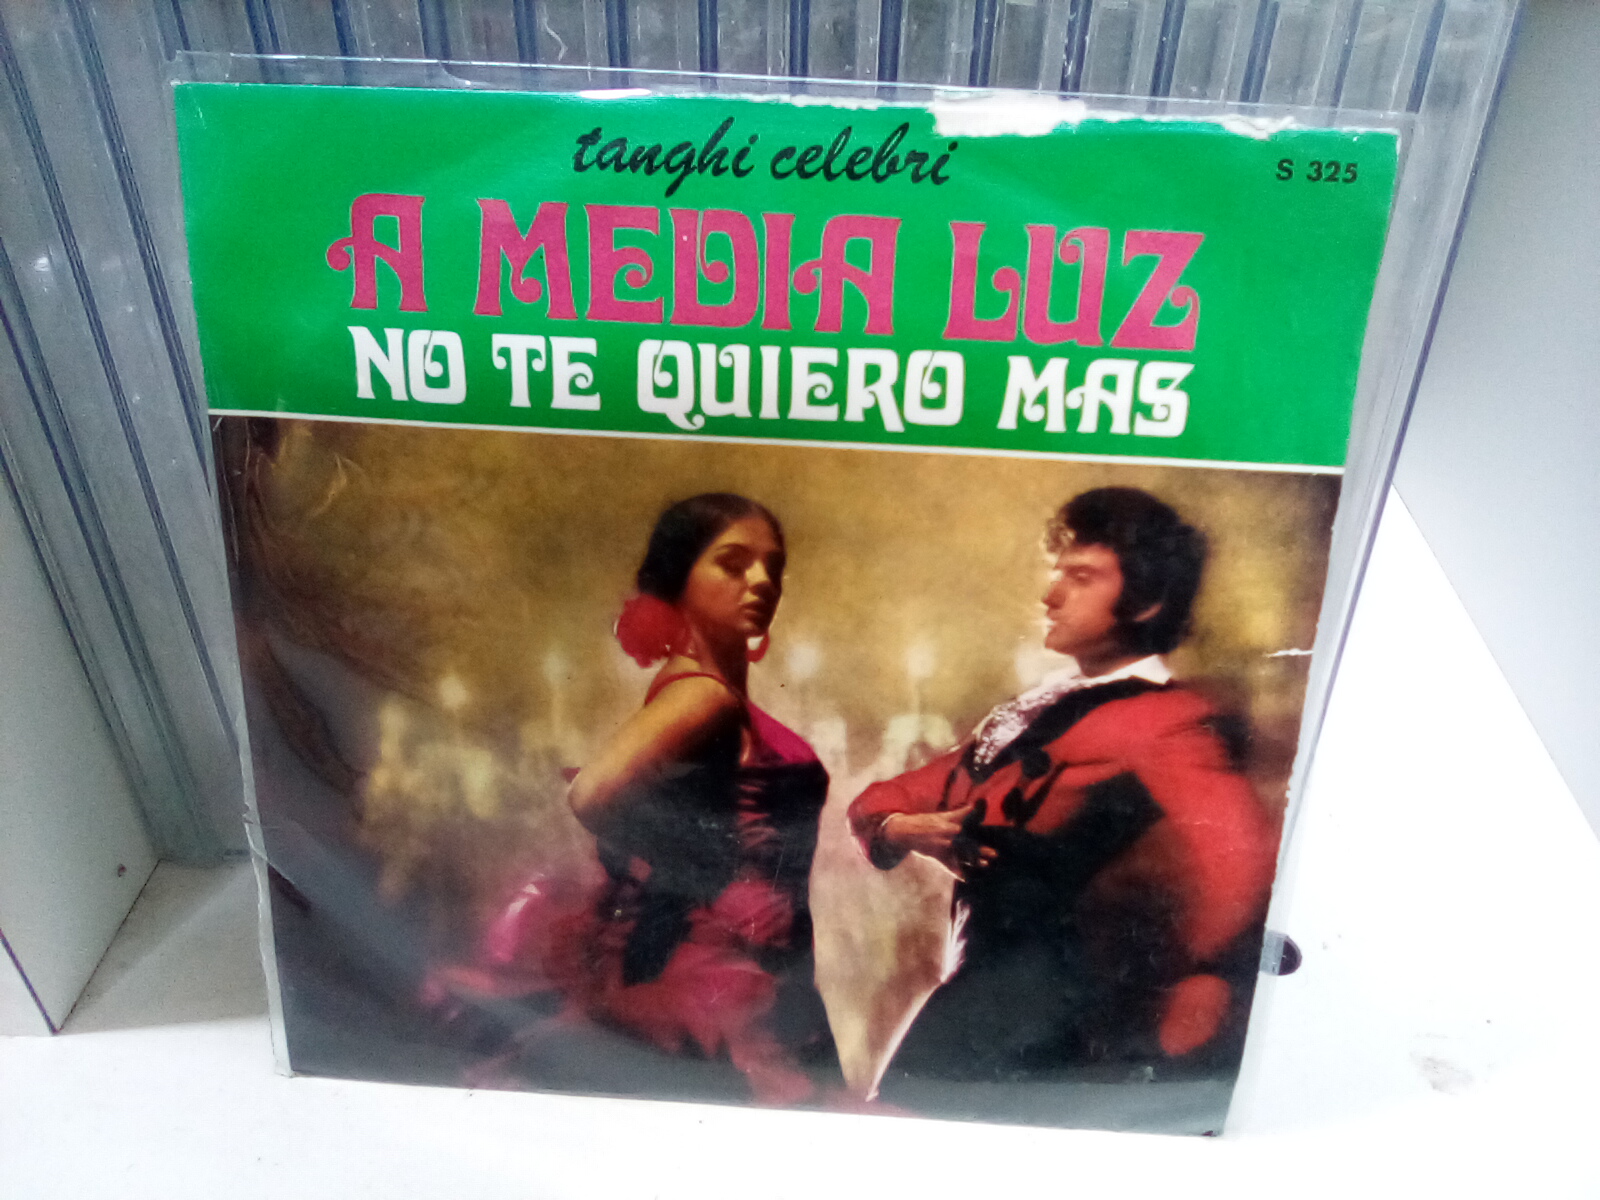 tanghi celebri
S 325
A MEDIA LUZ
NO TE QUIERO MAS